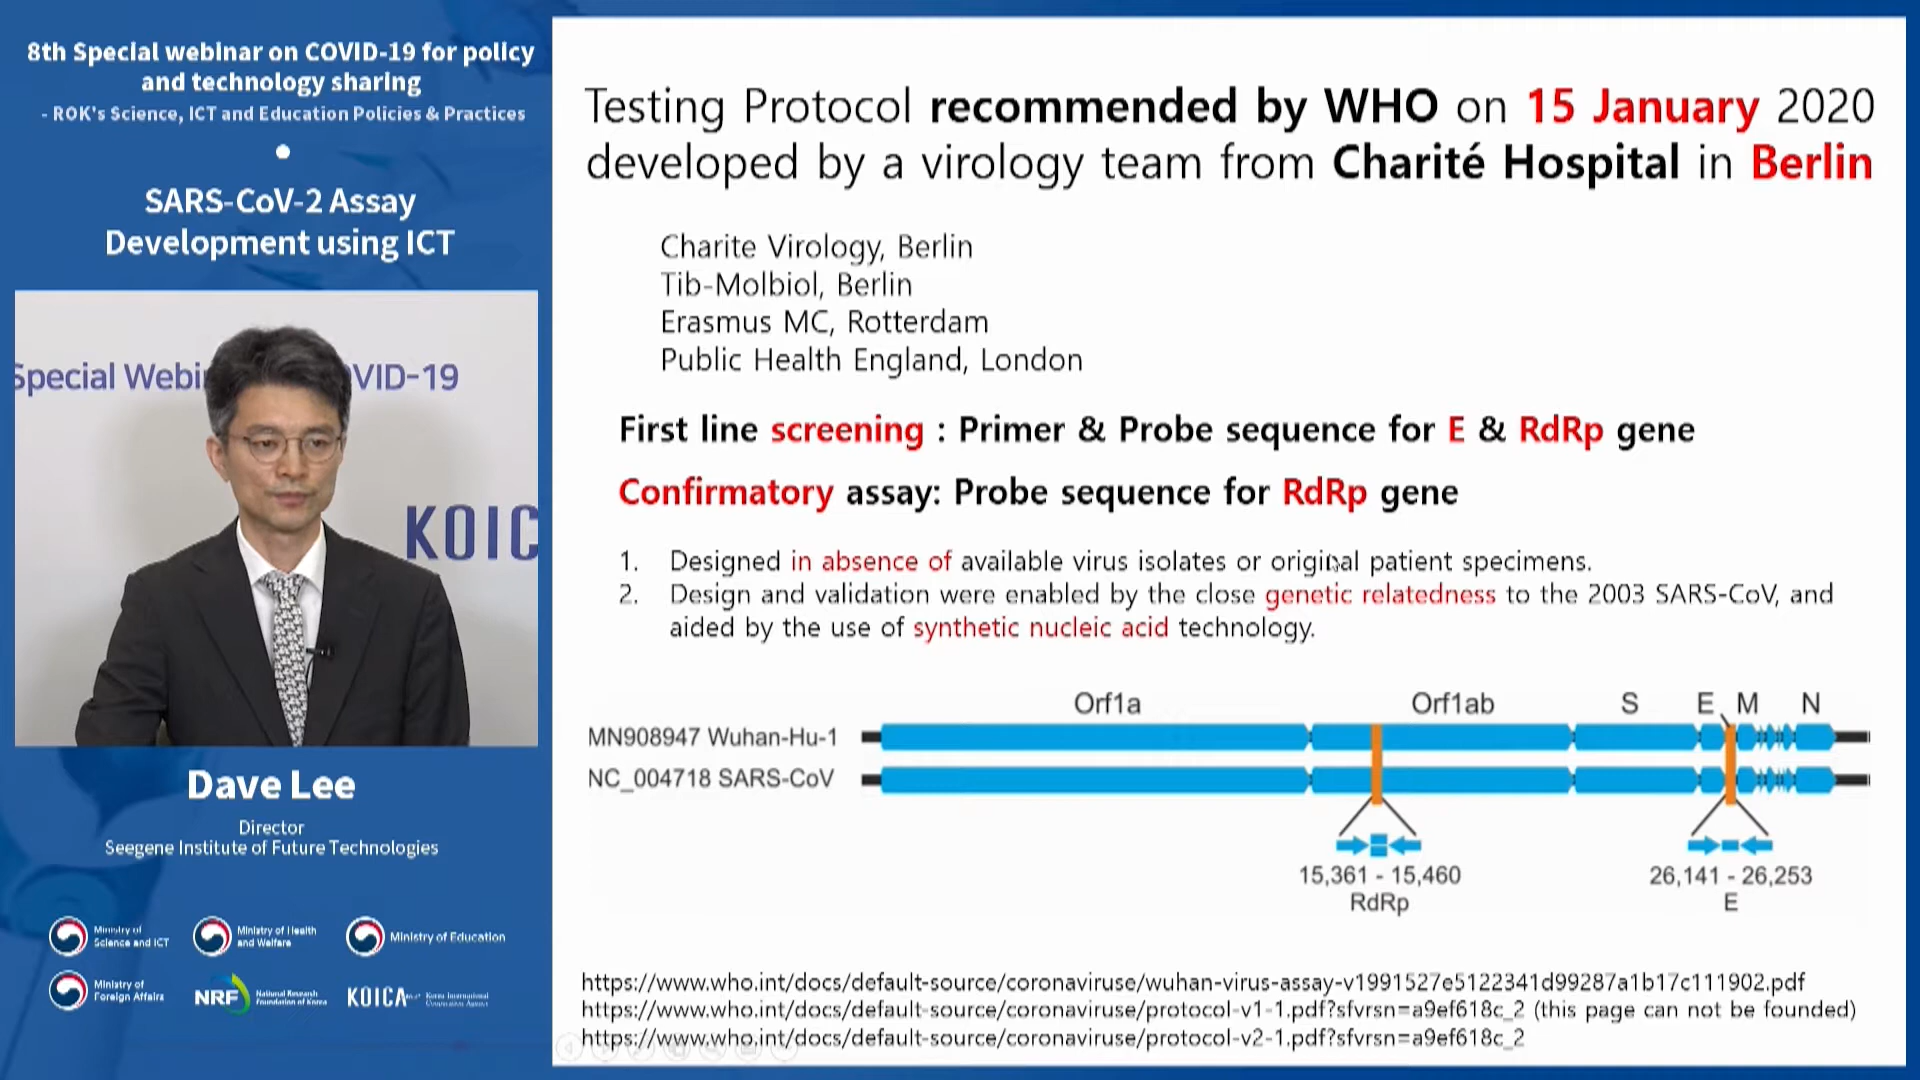 8th Special webinar on COVID-19 for policy
and technology sharing
- ROK's Science, ICT and Education Policies & Practices
SARS-CoV-2 Assay
Development using ICT
Special Webi
VID-19
KOIC
Dave Lee
Director
Seegene Institute of Future Technologies
Ministry of
Science and ICT
Ministry of Health
and Welfare
Ministry of Education
Ministry of
Foreign Affairs
NRF National Research
Foundation of Korea
KOICA Korea International
Cooperation Agency
Testing Protocol recommended by WHO on 15 January 2020
developed by a virology team from Charité Hospital in Berlin
Charite Virology, Berlin
Tib-Molbiol, Berlin
Erasmus MC, Rotterdam
Public Health England, London
First line screening : Primer & Probe sequence for E & RdRp gene
Confirmatory assay: Probe sequence for RdRp gene
1. Designed in absence of available virus isolates or original patient specimens.
2. Design and validation were enabled by the close genetic relatedness to the 2003 SARS-CoV, and
aided by the use of synthetic nucleic acid technology.
Orf1a Orf1ab S E M N
MN908947 Wuhan-Hu-1
NC_004718 SARS-CoV
15,361 - 15,460 26,141 - 26,253
RdRp E
https://www.who.int/docs/default-source/coronaviruse/wuhan-virus-assay-v1991527e5122341d99287a1b17c111902.pdf
https://www.who.int/docs/default-source/coronaviruse/protocol-v1-1.pdf?sfvrsn=a9ef618c_2 (this page can not be founded)
https://www.who.int/docs/default-source/coronaviruse/protocol-v2-1.pdf?sfvrsn=a9ef618c_2